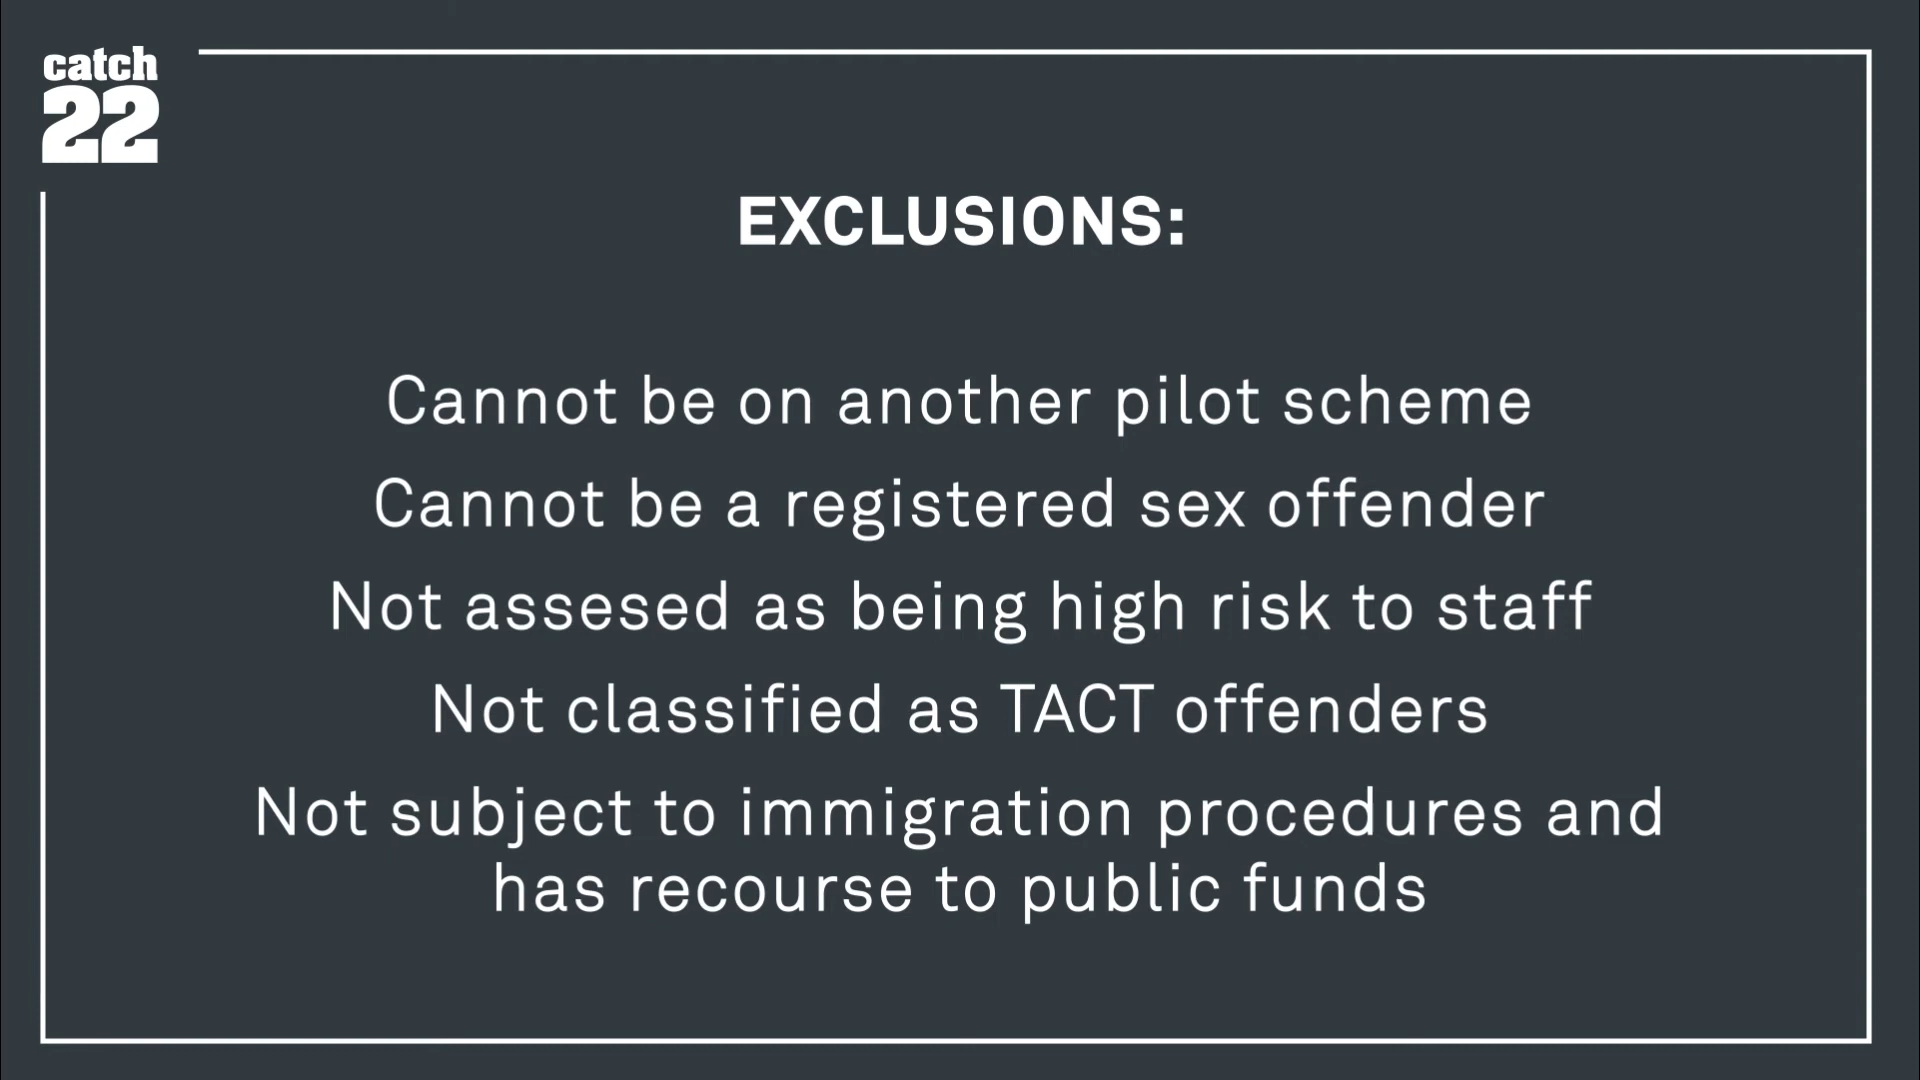 catch
22
EXCLUSIONS:
Cannot be on another pilot scheme
Cannot be a registered sex offender
Not assesed as being high risk to staff
Not classified as TACT offenders
Not subject to immigration procedures and
has recourse to public funds